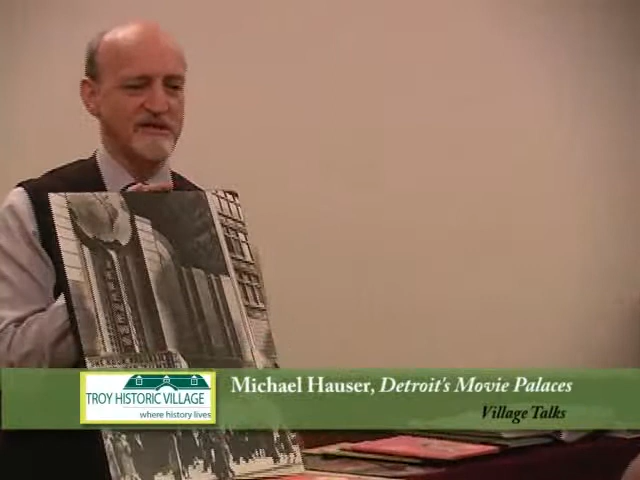 TROY HISTORIC VILLAGE
where history lives
Michael Hauser, Detroit's Movie Palaces
Village Talks